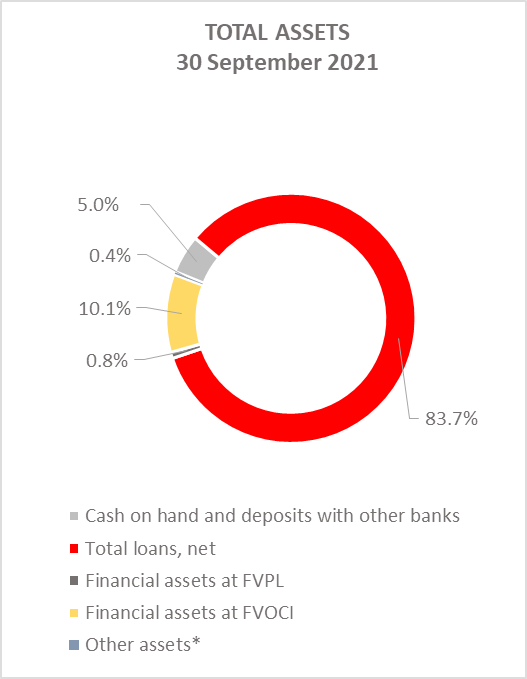 TOTAL ASSETS
30 September 2021
5.0%
0.4%
10.1%
0.8%
83.7%
Cash on hand and deposits with other banks
Total loans, net
Financial assets at FVPL
Financial assets at FVOCI
Other assets*